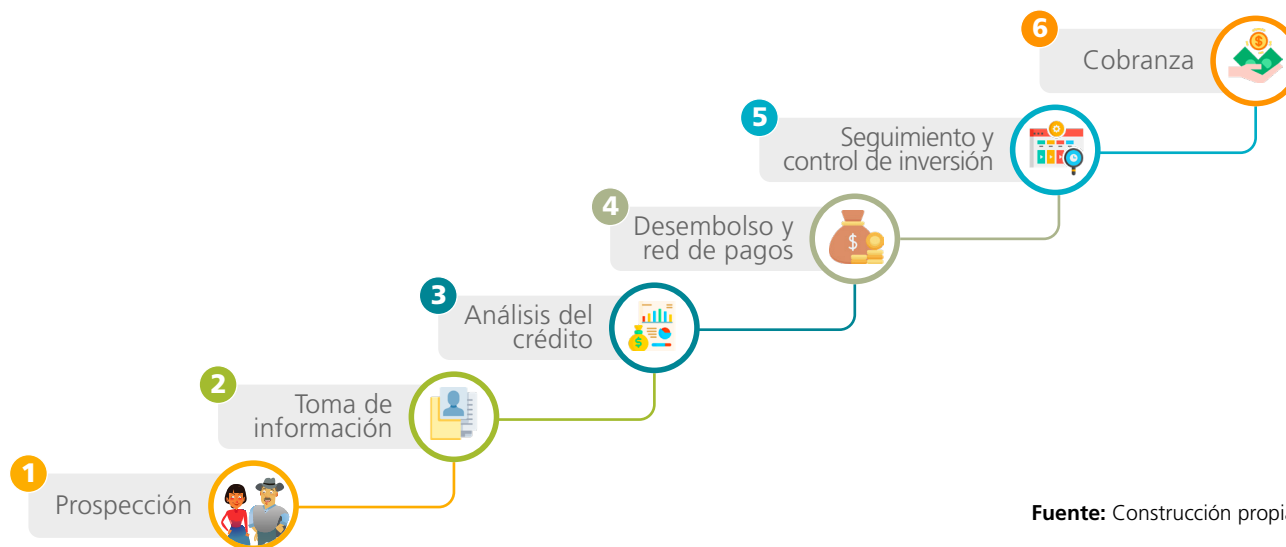 6
Cobranza
5
Seguimiento y
control de inversión
4
Desembolso y
red de pagos
3
Análisis del
crédito
2
Toma de
información
1
Prospección
Fuente: Construcción propia